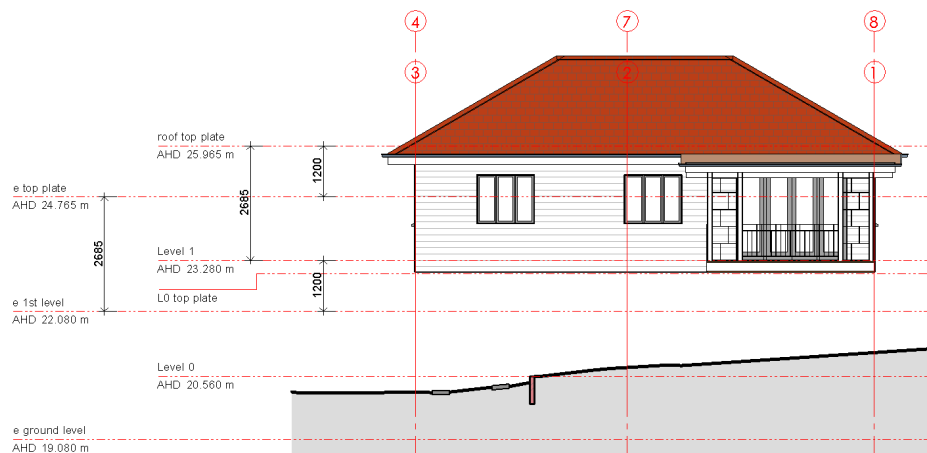 4
7
8
3
2
1
roof top plate
AHD 25.965 m
1200
2685
e top plate
AHD 24.765 m
2685
Level 1
AHD 23.280 m
1200
L0 top plate
e 1st level
AHD 22.080 m
Level 0
AHD 20.560 m
e ground level
AHD 19.080 m